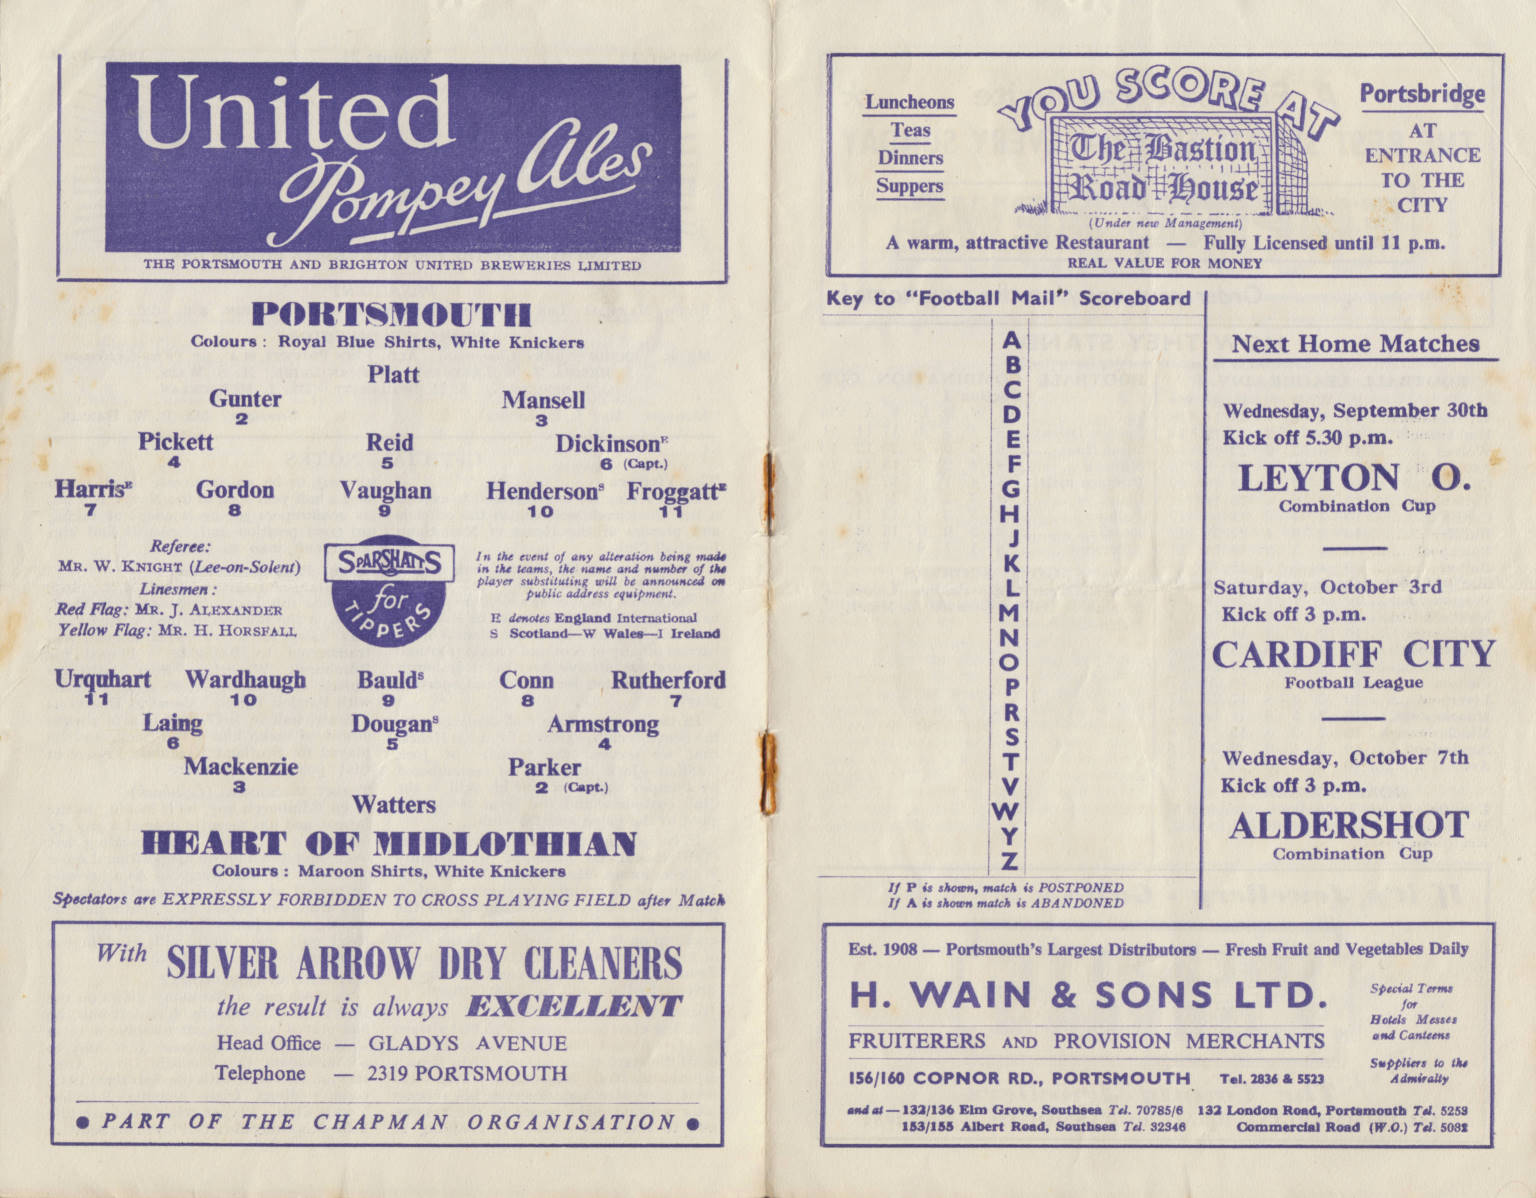 United
Pompey Ales
THE PORTSMOUTH AND BRIGHTON UNITED BREWERIES LIMITED
PORTSMOUTH
Colours : Royal Blue Shirts, White Knickers
Platt
Gunter Mansell
2 3
Pickett Reid Dickinson E
4 5 6 (Capt.)
Harris E Gordon Vaughan Henderson S Froggatt E
7 8 9 10 11
Referee:
MR. W. KNIGHT (Lee-on-Solent)
Linesmen :
Red Flag: MR. J. ALEXANDER
Yellow Flag: MR. H. HORSFALL
SPARSHATTS
for
TIPPERS
In the event of any alteration being made
in the teams, the name and number of the
player substituting will be announced on
public address equipment.
E denotes England International
S Scotland—W Wales—I Ireland
Urquhart Wardhaugh Bauld S Conn Rutherford
11 10 9 8 7
Laing Dougan S Armstrong
6 5 4
Mackenzie Parker
3 2 (Capt.)
Watters
HEART OF MIDLOTHIAN
Colours : Maroon Shirts, White Knickers
Spectators are EXPRESSLY FORBIDDEN TO CROSS PLAYING FIELD after Match
With SILVER ARROW DRY CLEANERS
the result is always EXCELLENT
Head Office — GLADYS AVENUE
Telephone — 2319 PORTSMOUTH
● PART OF THE CHAPMAN ORGANISATION ●
Luncheons
Teas
Dinners
Suppers
YOU SCORE AT
The Bastion
Road House
(Under new Management)
Portsbridge
AT
ENTRANCE
TO THE
CITY
A warm, attractive Restaurant — Fully Licensed until 11 p.m.
REAL VALUE FOR MONEY
Key to "Football Mail" Scoreboard
A
B
C
D
E
F
G
H
J
K
L
M
N
O
P
R
S
T
V
W
Y
Z
If P is shown, match is POSTPONED
If A is shown match is ABANDONED
Next Home Matches
Wednesday, September 30th
Kick off 5.30 p.m.
LEYTON O.
Combination Cup
Saturday, October 3rd
Kick off 3 p.m.
CARDIFF CITY
Football League
Wednesday, October 7th
Kick off 3 p.m.
ALDERSHOT
Combination Cup
Est. 1908 — Portsmouth's Largest Distributors — Fresh Fruit and Vegetables Daily
H. WAIN & SONS LTD.
FRUITERERS AND PROVISION MERCHANTS
156/160 COPNOR RD., PORTSMOUTH Tel. 2836 & 5523
Special Terms
for
Hotels Messes
and Canteens
Suppliers to the
Admiralty
and at — 132/136 Elm Grove, Southsea Tel. 70785/6 132 London Road, Portsmouth Tel. 5253
153/155 Albert Road, Southsea Tel. 32346 Commercial Road (W.O.) Tel. 5082